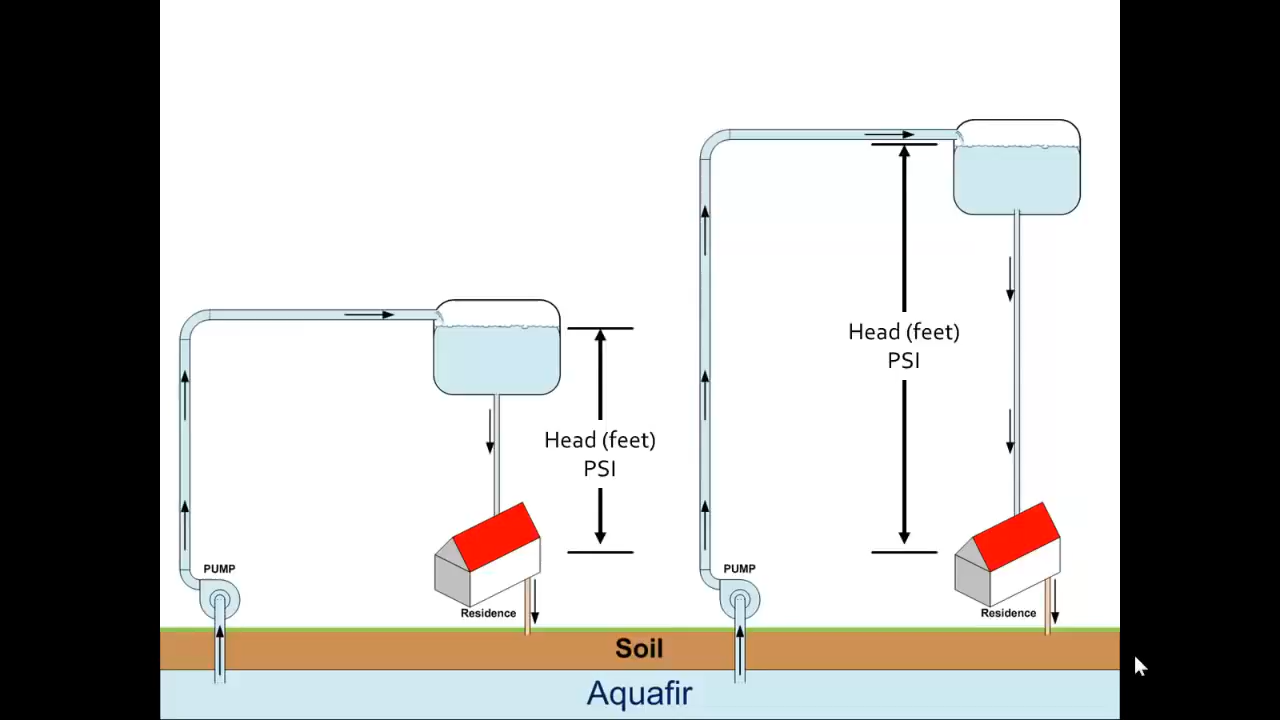 Head (feet)
PSI
Head (feet)
PSI
PUMP
PUMP
Residence
Residence
Soil
Aquafir